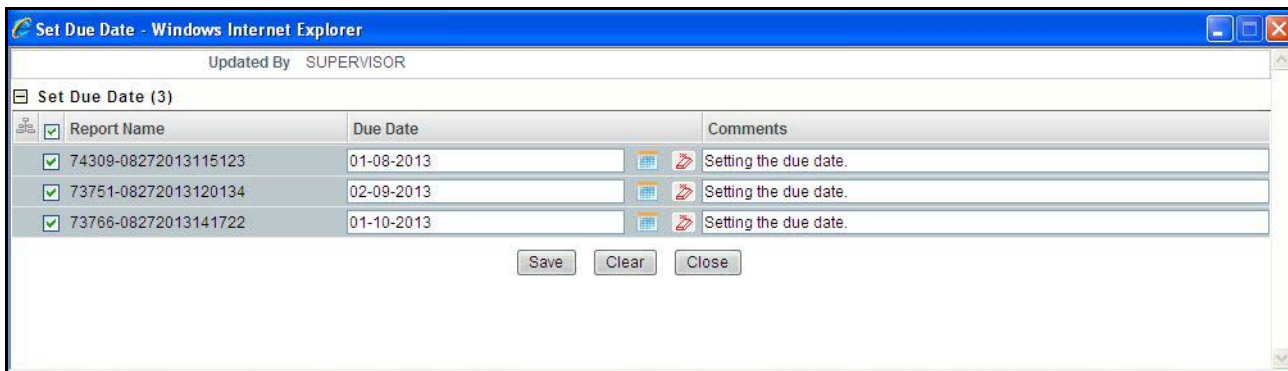 Set Due Date - Windows Internet Explorer
Updated By SUPERVISOR
Set Due Date (3)
Report Name Due Date Comments
74309-08272013115123 01-08-2013 Setting the due date.
73751-08272013120134 02-09-2013 Setting the due date.
73766-08272013141722 01-10-2013 Setting the due date.
Save Clear Close